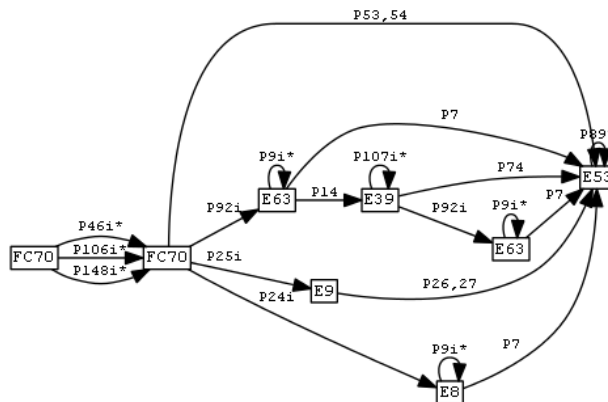 P53,54
P89*
P7
E53
P9i*
P107i*
P74
E63
P14
E39
P92i
P92i
P9i*
P7
P46i*
E63
FC70
P106i*
FC70
P25i
P148i*
P26,27
E9
P24i
P9i*
P7
E8